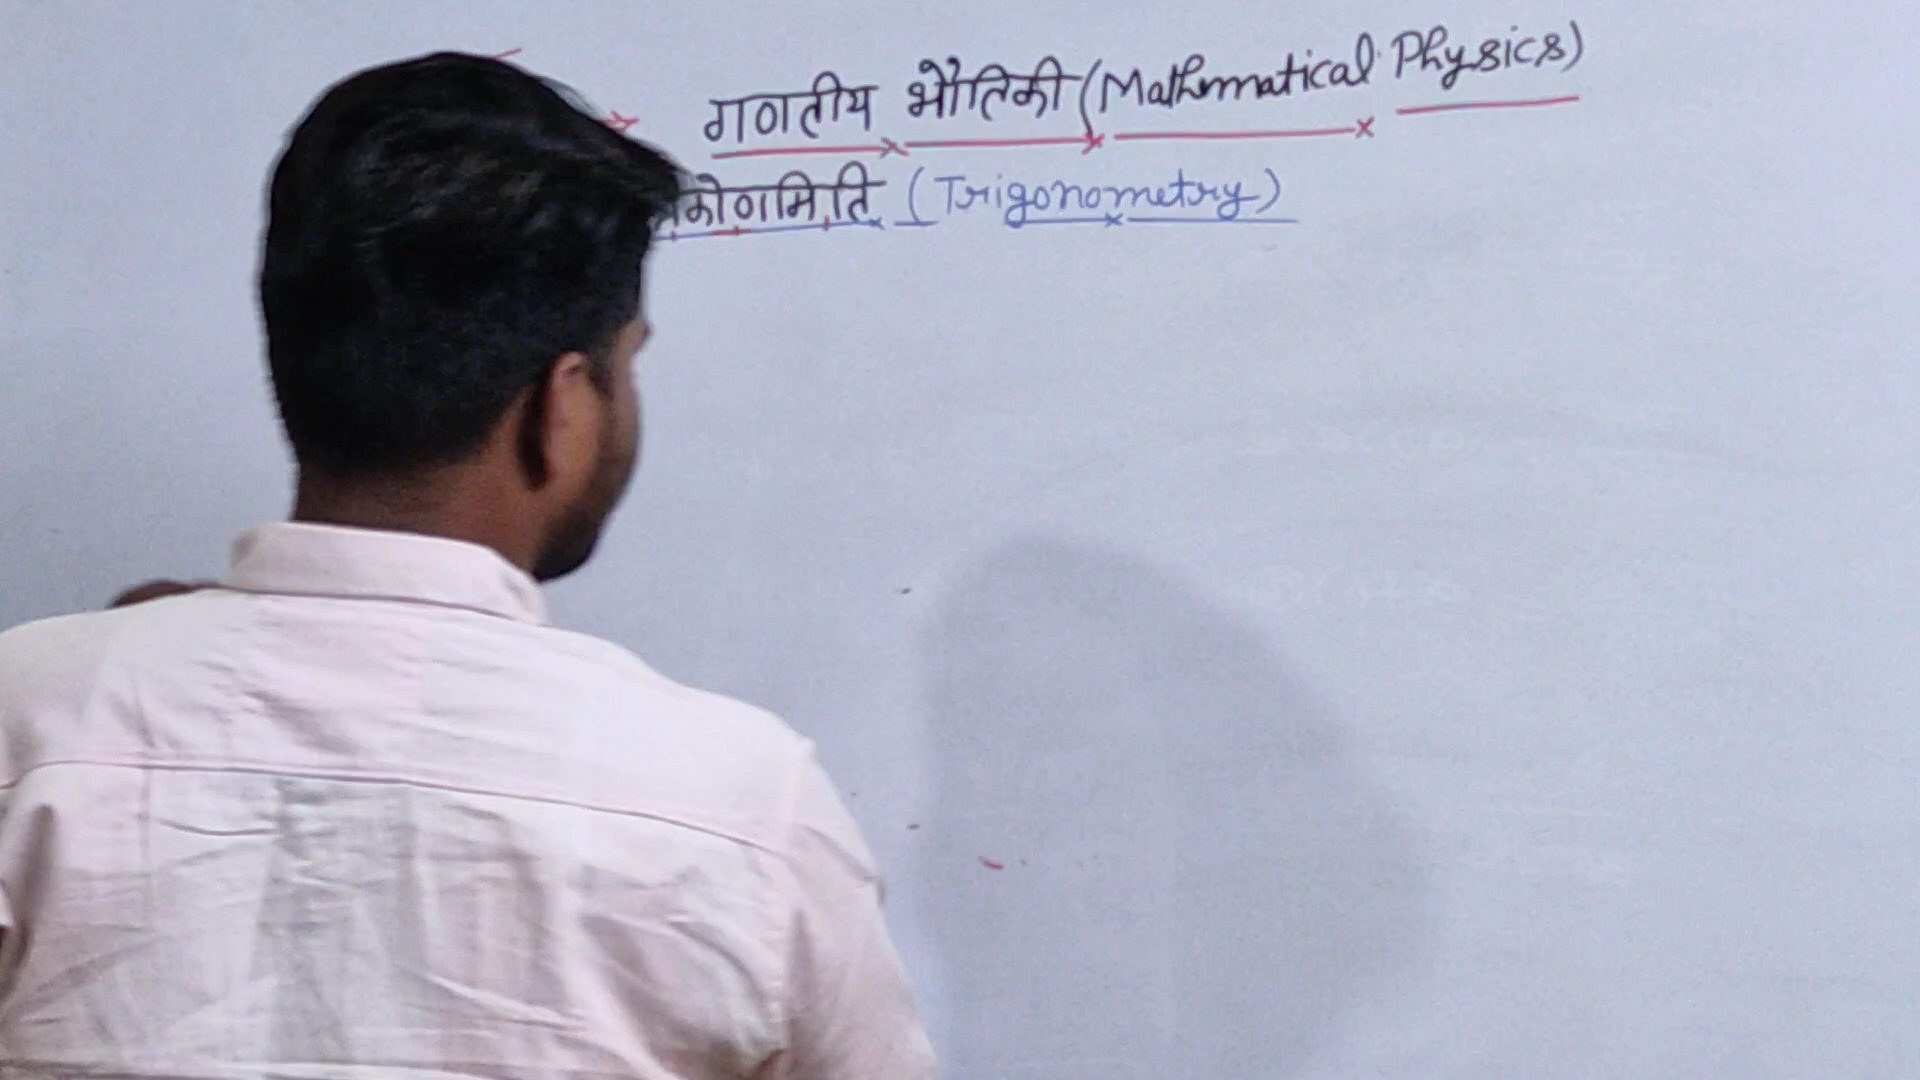 गणतीय भौतिकी (Mathematical Physics)
कोणमिति (Trigonometry)